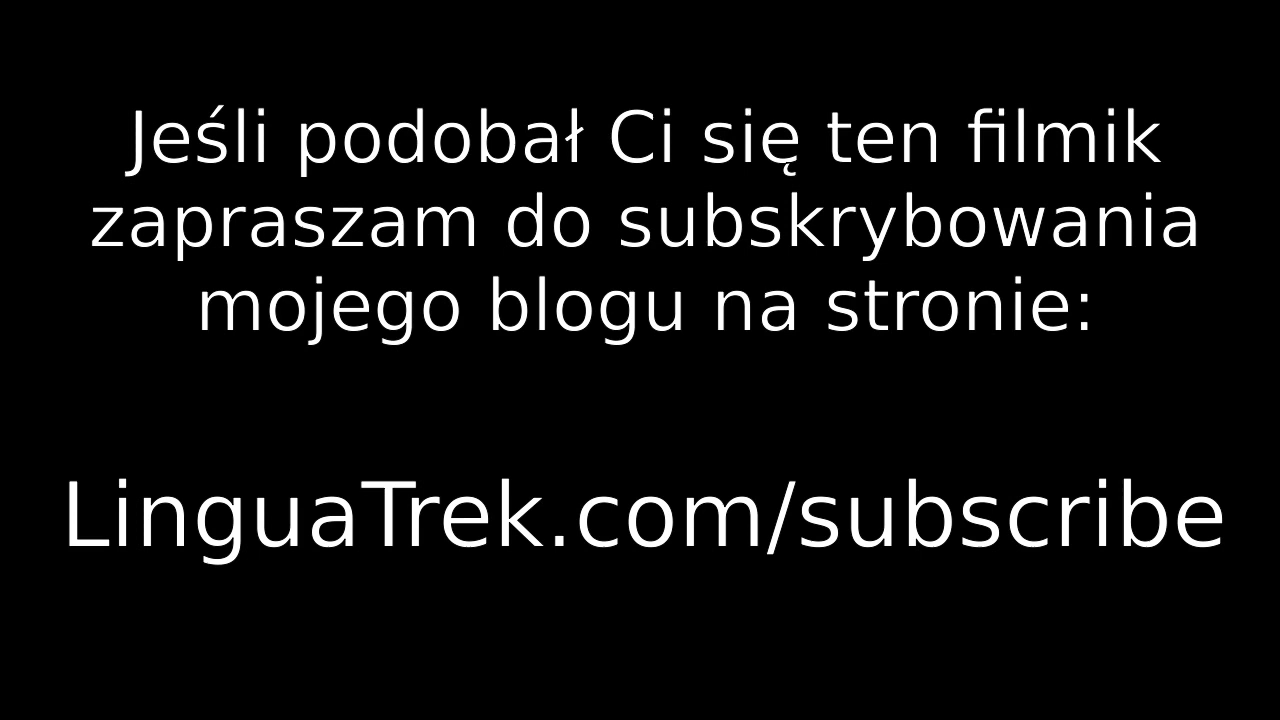 Jeśli podobał Ci się ten filmik
zapraszam do subskrybowania
mojego blogu na stronie:
LinguaTrek.com/subscribe